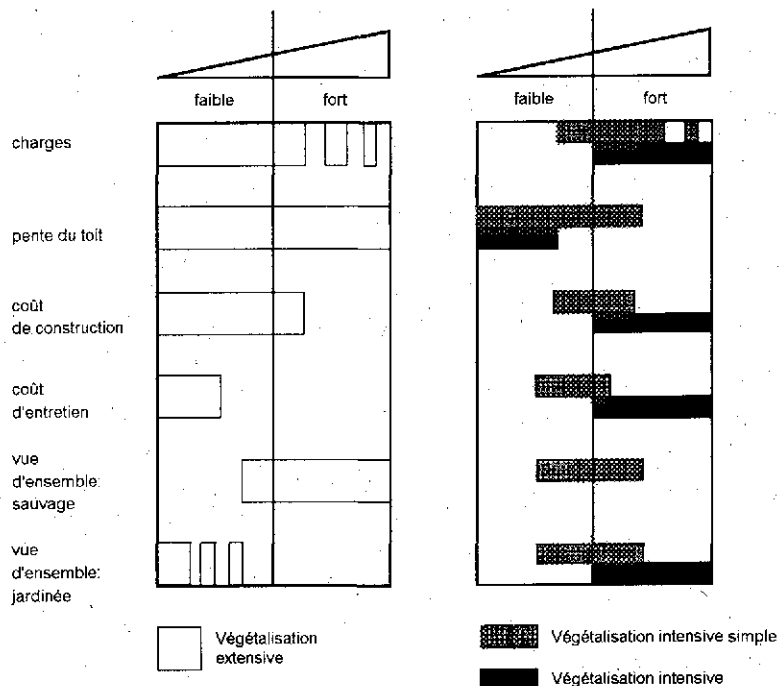 faible
fort
faible
fort
charges
pente du toit
coût
de construction
coût
d'entretien
vue
d'ensemble:
sauvage
vue
d'ensemble:
jardinée
Végétalisation
extensive
Végétalisation intensive simple
Végétalisation intensive